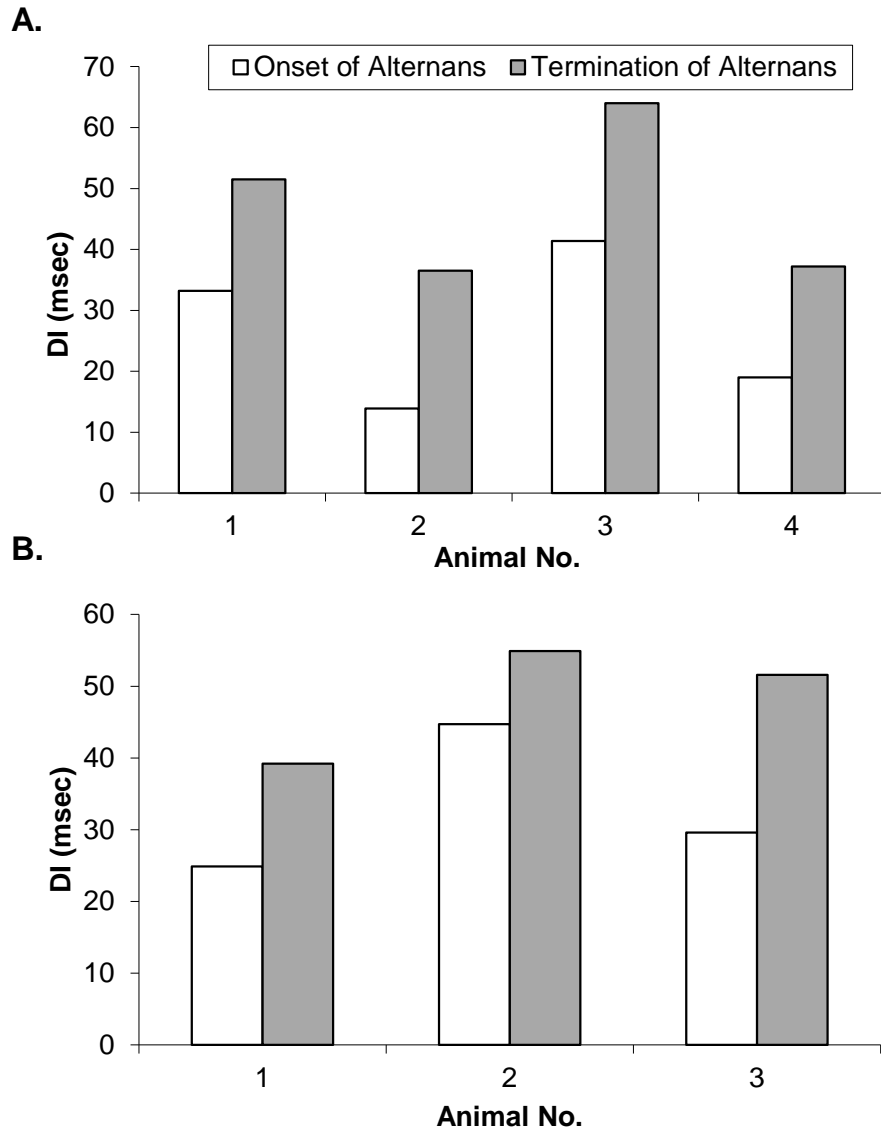 A.
Onset of Alternans Termination of Alternans
70
60
50
40
30
20
10
0
DI (msec)
1 2 3 4
Animal No.
B.
60
50
40
30
20
10
0
DI (msec)
1 2 3
Animal No.